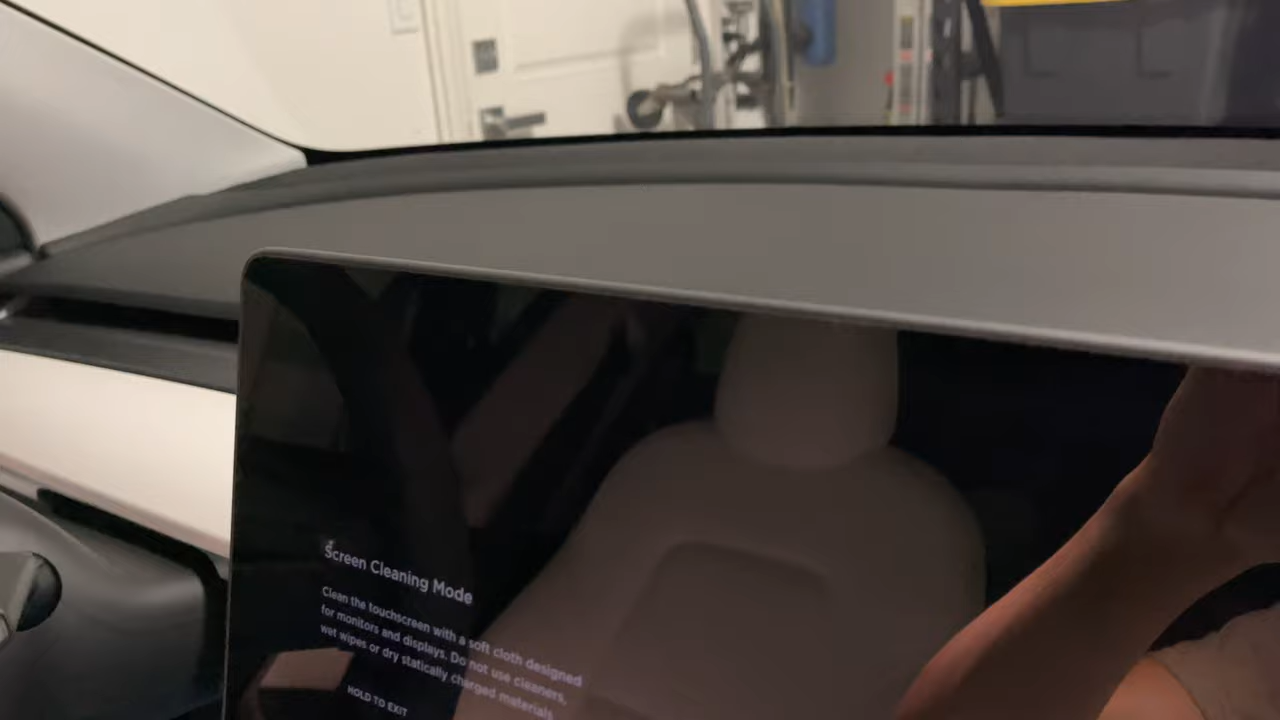 Screen Cleaning Mode
Clean the touchscreen with a soft cloth designed
for monitors and displays. Do not use cleaners,
wet wipes or dry statically charged materials
HOLD TO EXIT